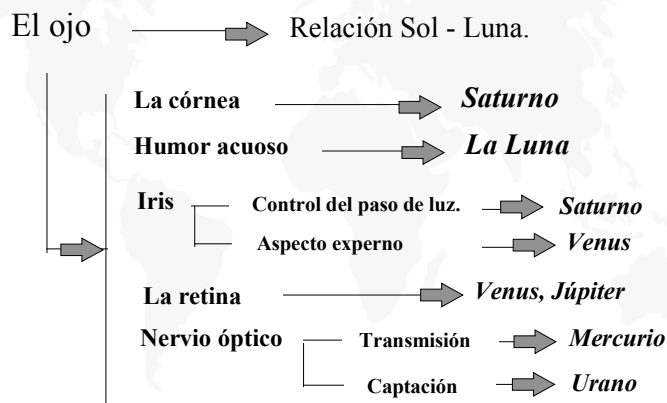 El ojo Relación Sol - Luna.
La córnea Saturno
Humor acuoso La Luna
Iris Control del paso de luz. Saturno
Aspecto experno Venus
La retina Venus, Júpiter
Nervio óptico Transmisión Mercurio
Captación Urano